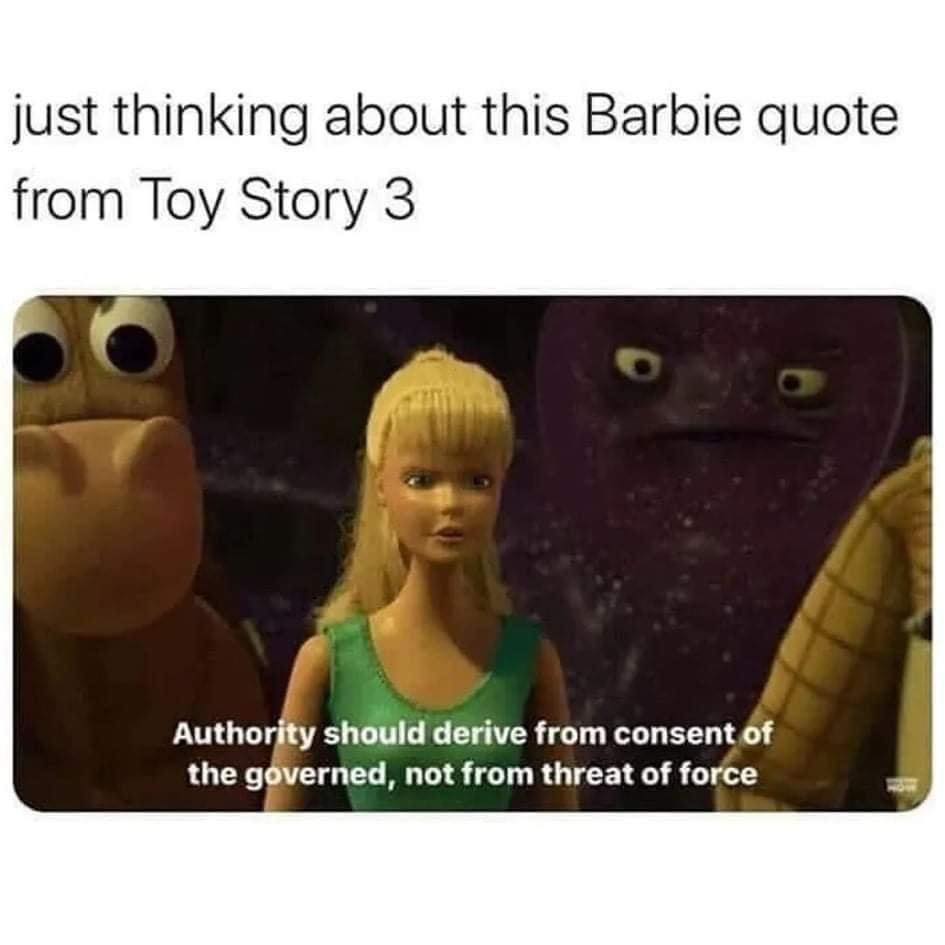 just thinking about this Barbie quote
from Toy Story 3
Authority should derive from consent of
the governed, not from threat of force